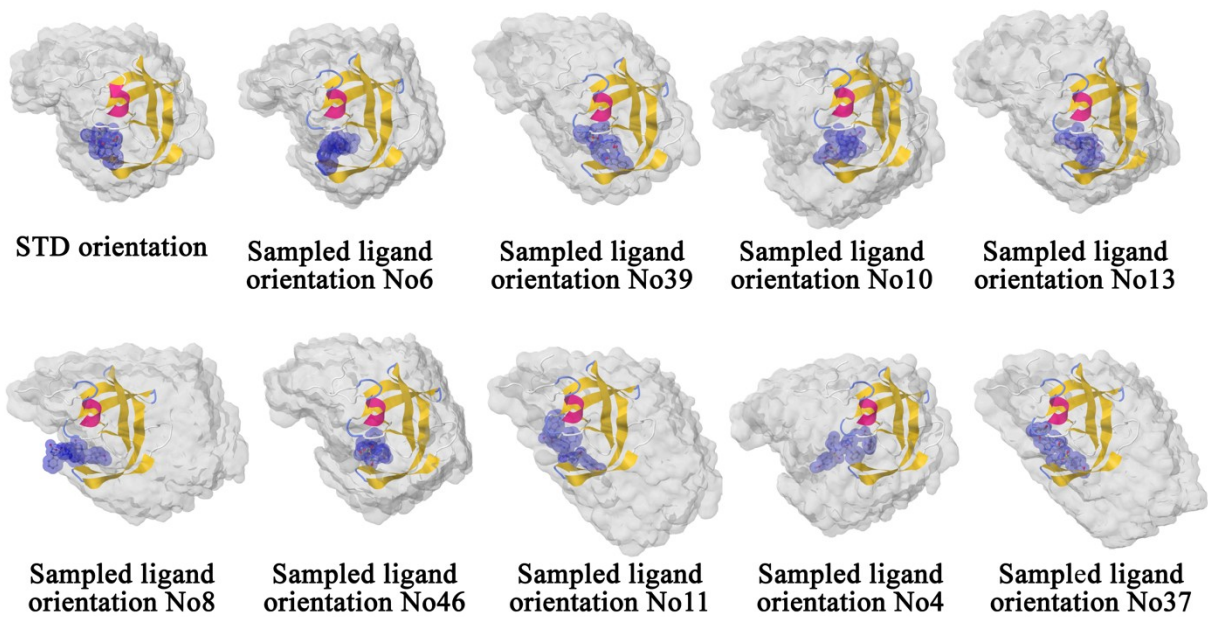 STD orientation
Sampled ligand
orientation No6
Sampled ligand
orientation No39
Sampled ligand
orientation No10
Sampled ligand
orientation No13
Sampled ligand
orientation No8
Sampled ligand
orientation No46
Sampled ligand
orientation No11
Sampled ligand
orientation No4
Sampled ligand
orientation No37